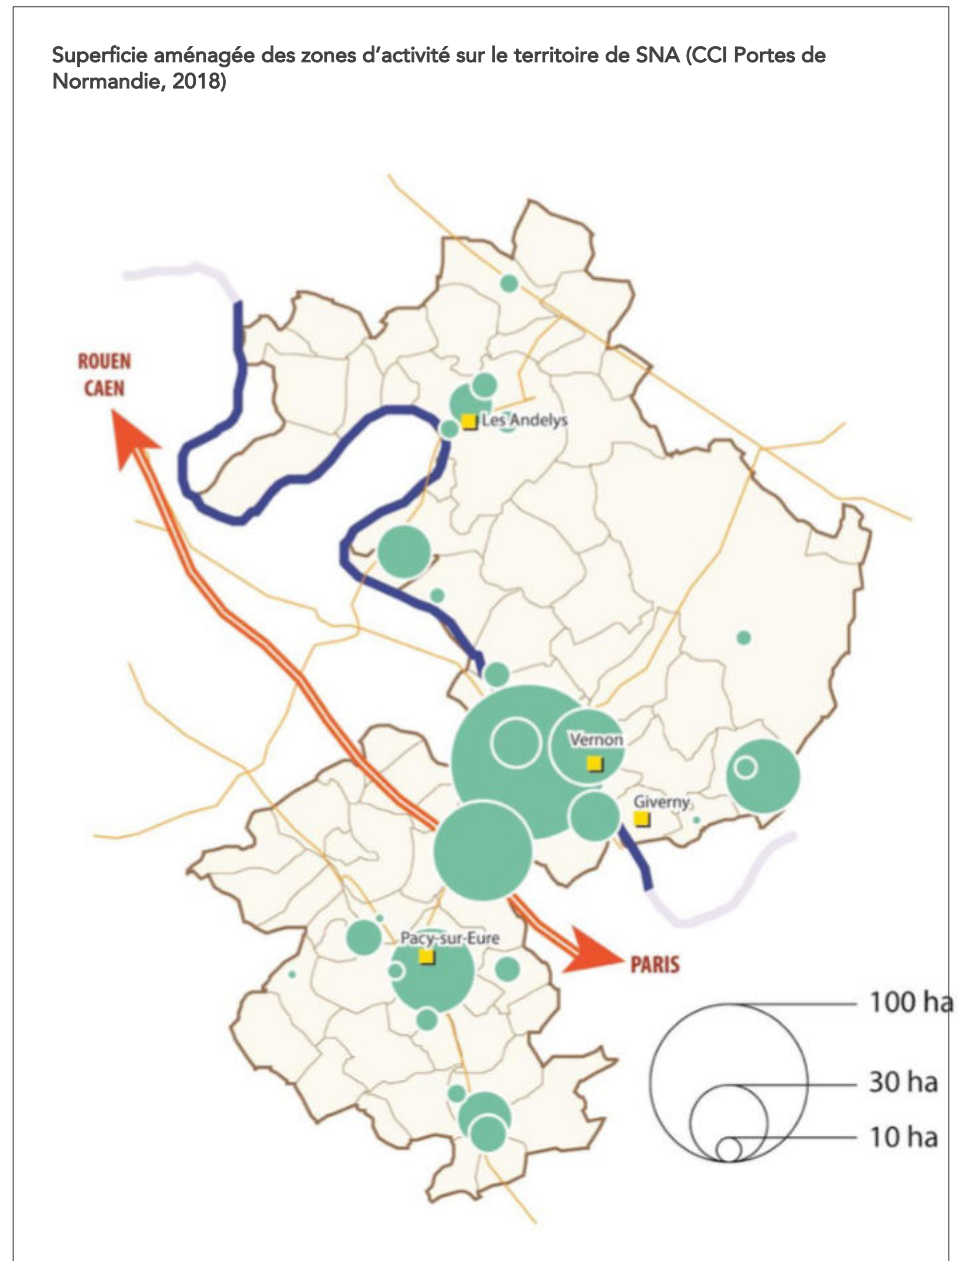 Superficie aménagée des zones d'activité sur le territoire de SNA (CCI Portes de
Normandie, 2018)
ROUEN
CAEN
Les Andelys
Vernon
Giverny
Pacy-sur-Eure
PARIS
100 ha
30 ha
10 ha